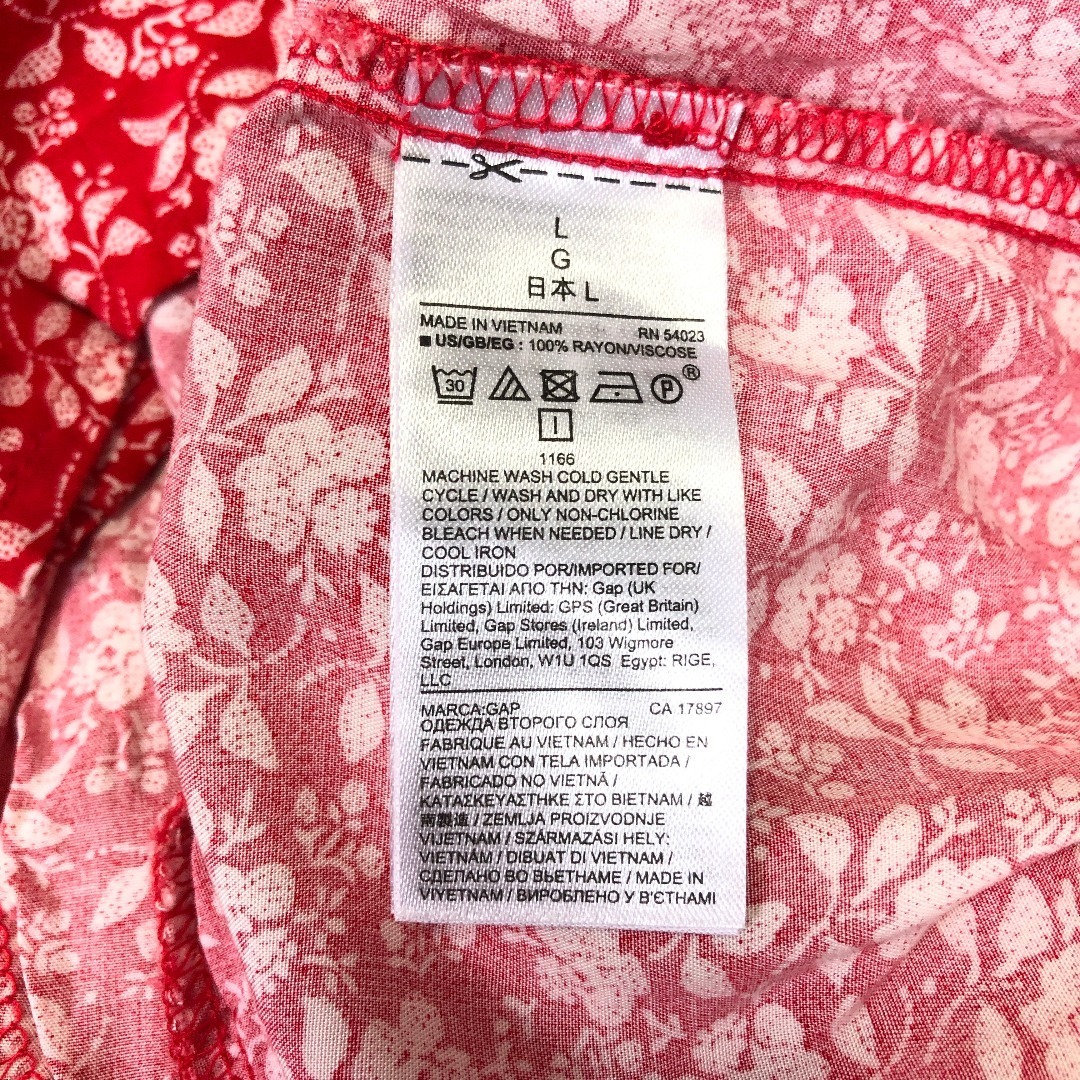 L
G
日本 L
MADE IN VIETNAM RN 54023
■ US/GB/EG : 100% RAYON/VISCOSE
30 P ®
1166
MACHINE WASH COLD GENTLE
CYCLE / WASH AND DRY WITH LIKE
COLORS / ONLY NON-CHLORINE
BLEACH WHEN NEEDED / LINE DRY /
COOL IRON
DISTRIBUIDO POR/IMPORTED FOR/
ΕΙΣΑΓΕΤΑΙ ΑΠΟ ΤΗΝ: Gap (UK
Holdings) Limited: GPS (Great Britain)
Limited, Gap Stores (Ireland) Limited,
Gap Europe Limited, 103 Wigmore
Street, London, W1U 1QS Egypt: RIGE,
LLC
MARCA:GAP CA 17897
ОДЕЖДА ВТОРОГО СЛОЯ
FABRIQUE AU VIETNAM / HECHO EN
VIETNAM CON TELA IMPORTADA /
FABRICADO NO VIETNÃ /
ΚΑΤΑΣΚΕΥΑΣΤΗΚΕ ΣΤΟ ΒΙΕΤΝΑΜ / 越
南製造 / ZEMLJA PROIZVODNJE
VIJETNAM / SZÁRMAZÁSI HELY:
VIETNÁM / DIBUAT DI VIETNAM /
СДЕЛАНО ВО ВЬЕТНАМЕ / MADE IN
VIYETNAM / ВИРОБЛЕНО У В'ЄТНАМІ